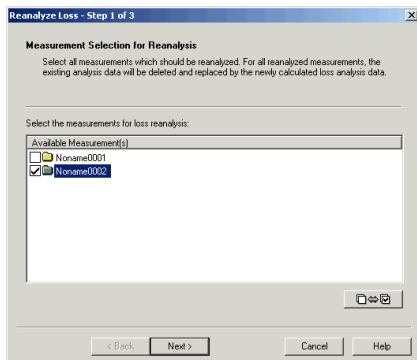 Reanalyze Loss - Step 1 of 3
Measurement Selection for Reanalysis
Select all measurements which should be reanalyzed. For all reanalyzed measurements, the
existing analysis data will be deleted and replaced by the newly calculated loss analysis data.
Select the measurements for loss reanalysis:
Available Measurement(s)
Noname0001
Noname0002
< Back Next > Cancel Help